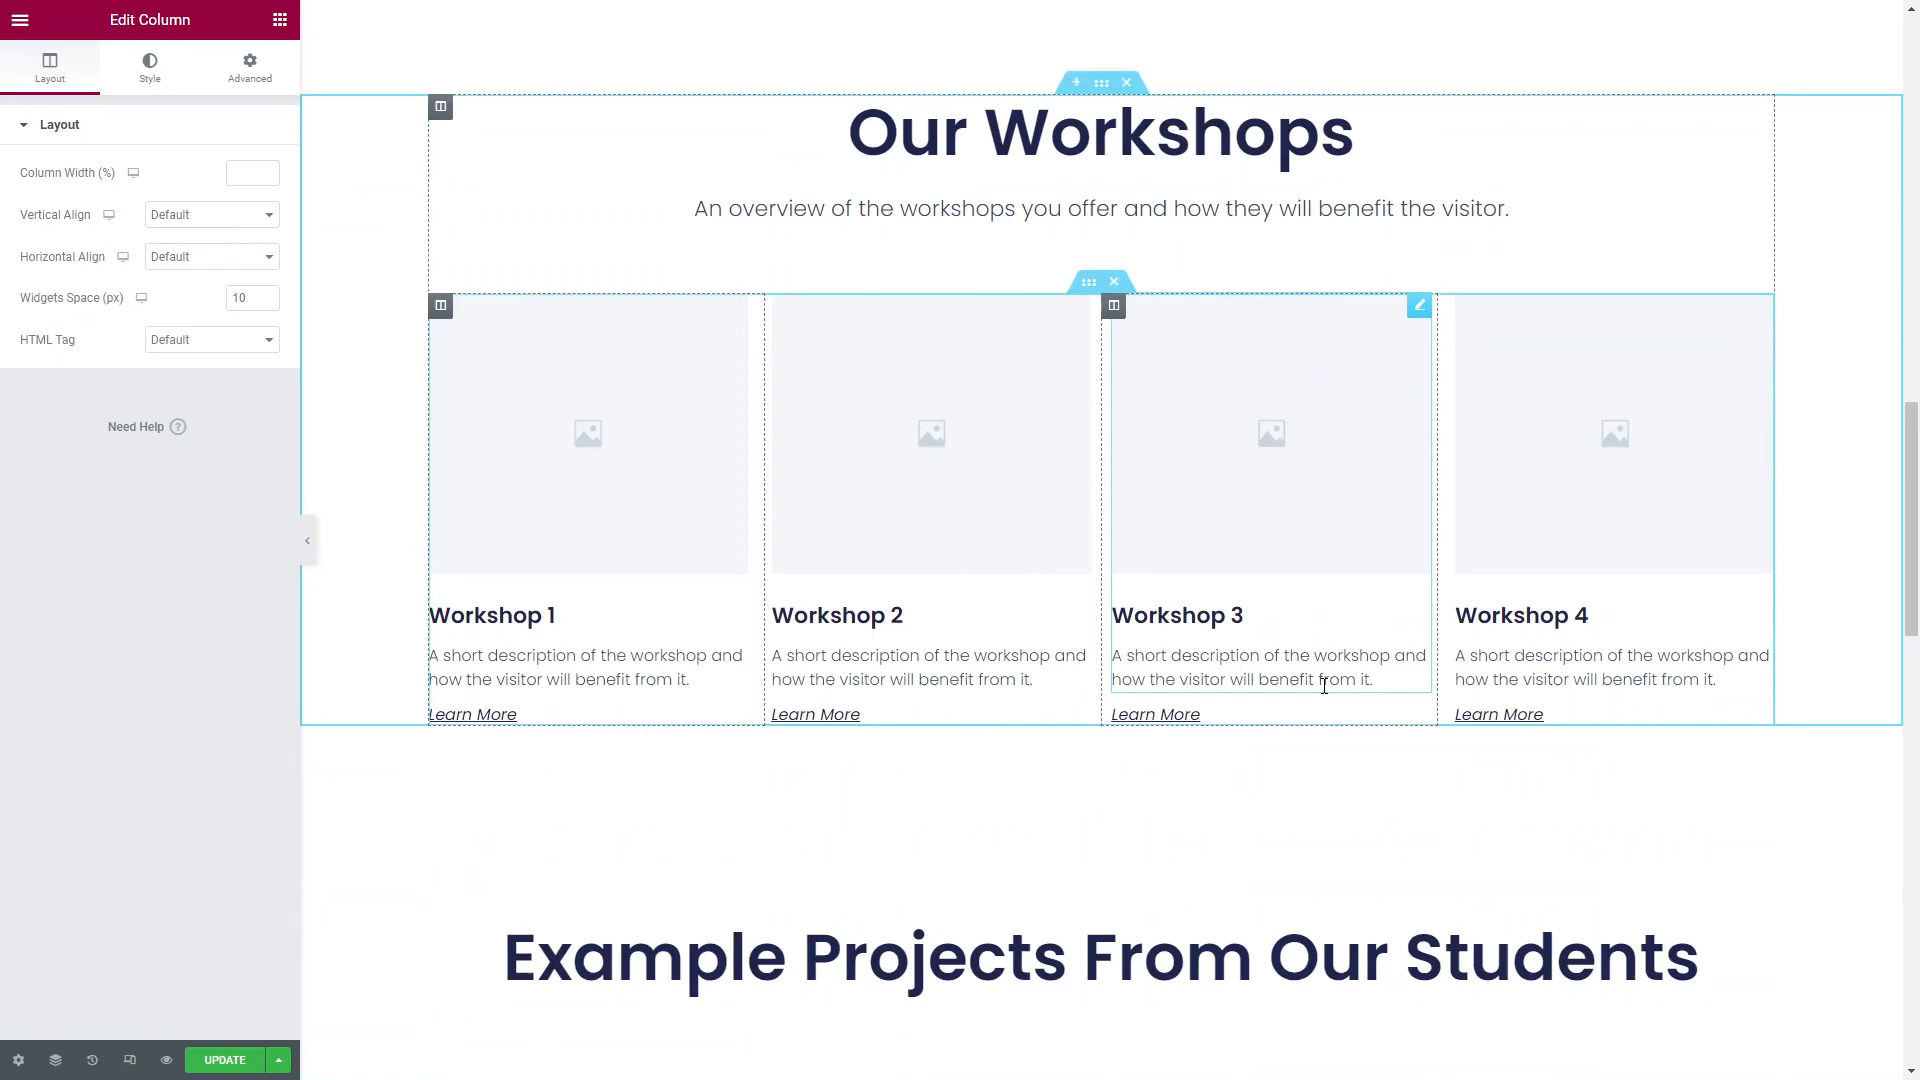 Edit Column
Layout
Style
Advanced
Layout
Column Width (%)
Vertical Align
Default
Horizontal Align
Default
Widgets Space (px)
10
HTML Tag
Default
Need Help ?
UPDATE
Our Workshops
An overview of the workshops you offer and how they will benefit the visitor.
Workshop 1
A short description of the workshop and
how the visitor will benefit from it.
Learn More
Workshop 2
A short description of the workshop and
how the visitor will benefit from it.
Learn More
Workshop 3
A short description of the workshop and
how the visitor will benefit from it.
Learn More
Workshop 4
A short description of the workshop and
how the visitor will benefit from it.
Learn More
Example Projects From Our Students